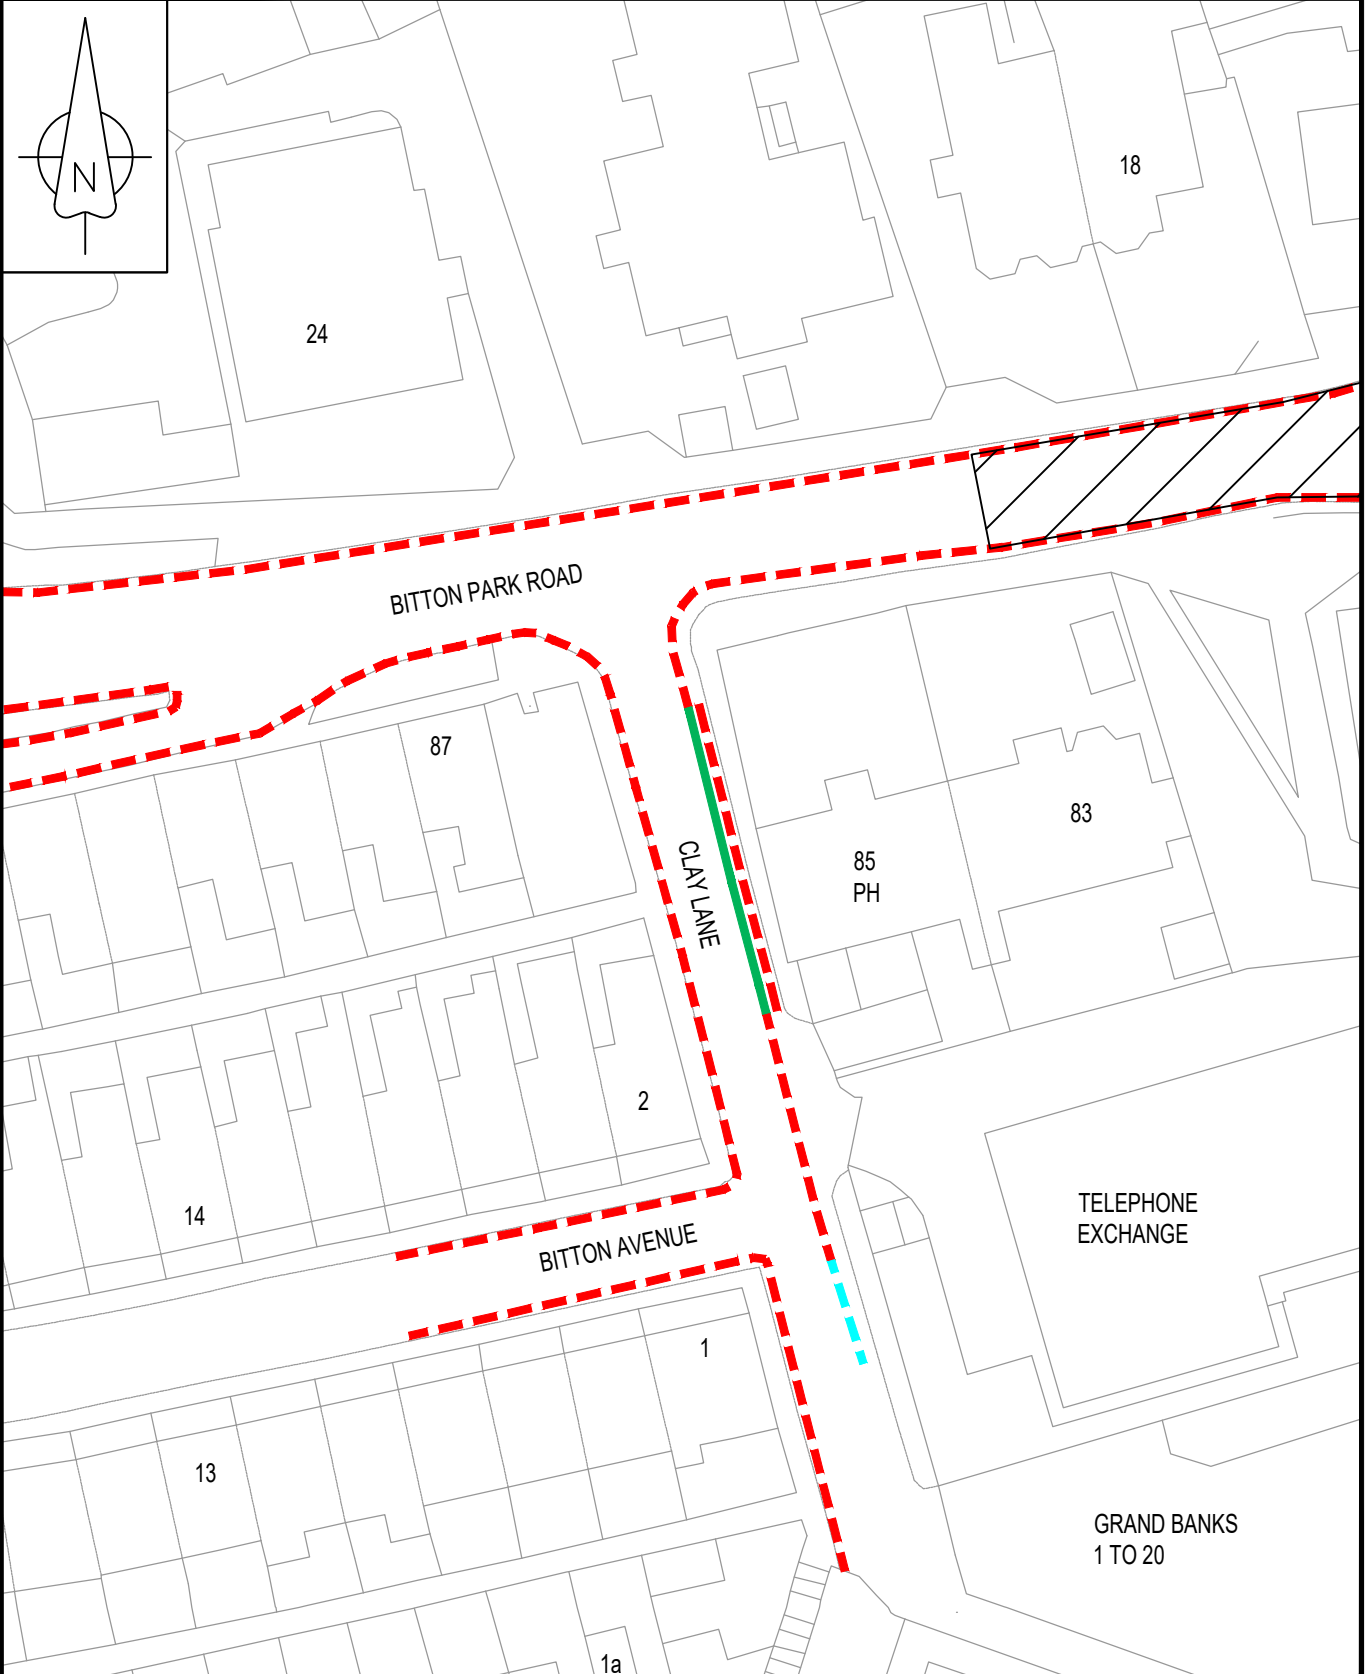 N
18
24
BITTON PARK ROAD
87
83
CLAY LANE
85
PH
2
14
TELEPHONE
EXCHANGE
BITTON AVENUE
1
13
GRAND BANKS
1 TO 20
1a